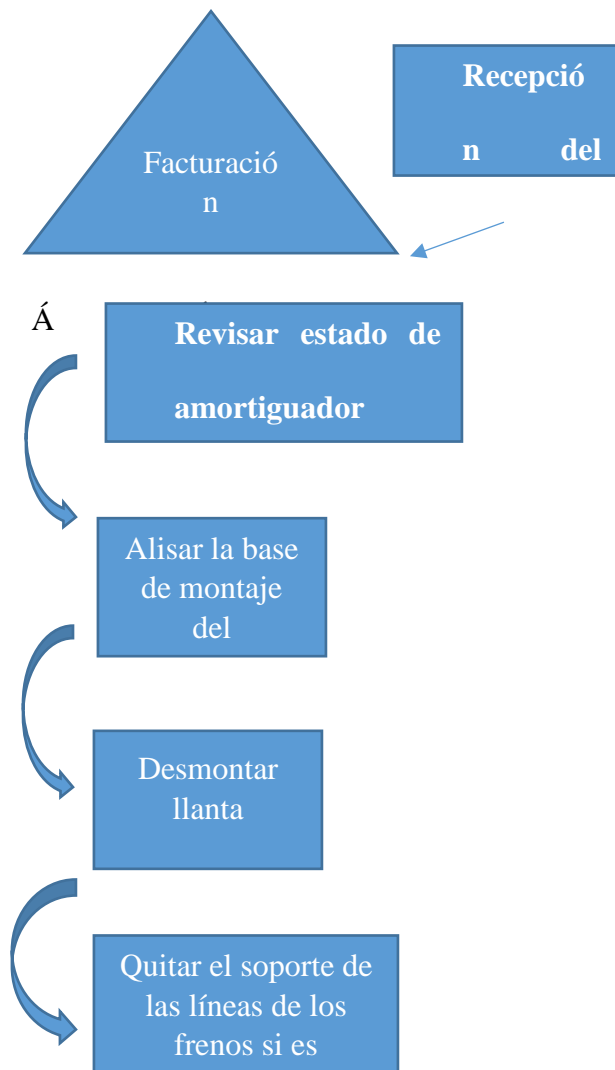 Facturació
n
Recepció
n del
Á
Revisar estado de
amortiguador
Alisar la base
de montaje
del
Desmontar
llanta
Quitar el soporte de
las líneas de los
frenos si es